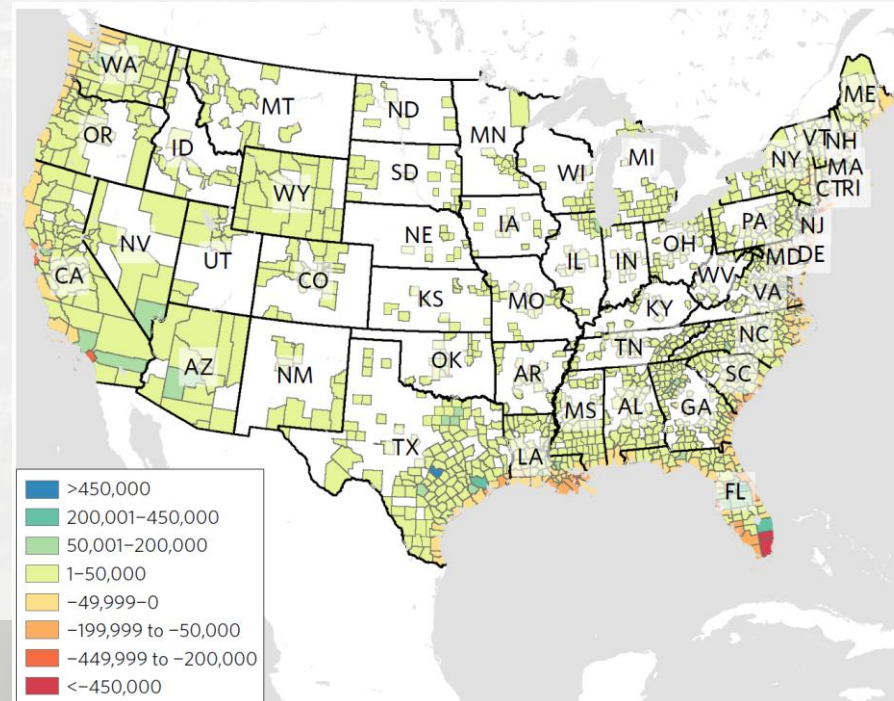 WA
MT
ND
MN
ME
OR
ID
WY
SD
WI
MI
VT
NH
NY
MA
CT
RI
NV
UT
CO
NE
IA
IL
IN
OH
PA
NJ
MD
DE
WV
VA
CA
KS
MO
KY
AZ
NM
OK
AR
TN
NC
SC
TX
LA
MS
AL
GA
FL
>450,000
200,001–450,000
50,001–200,000
1–50,000
−49,999–0
−199,999 to −50,000
−449,999 to −200,000
<−450,000